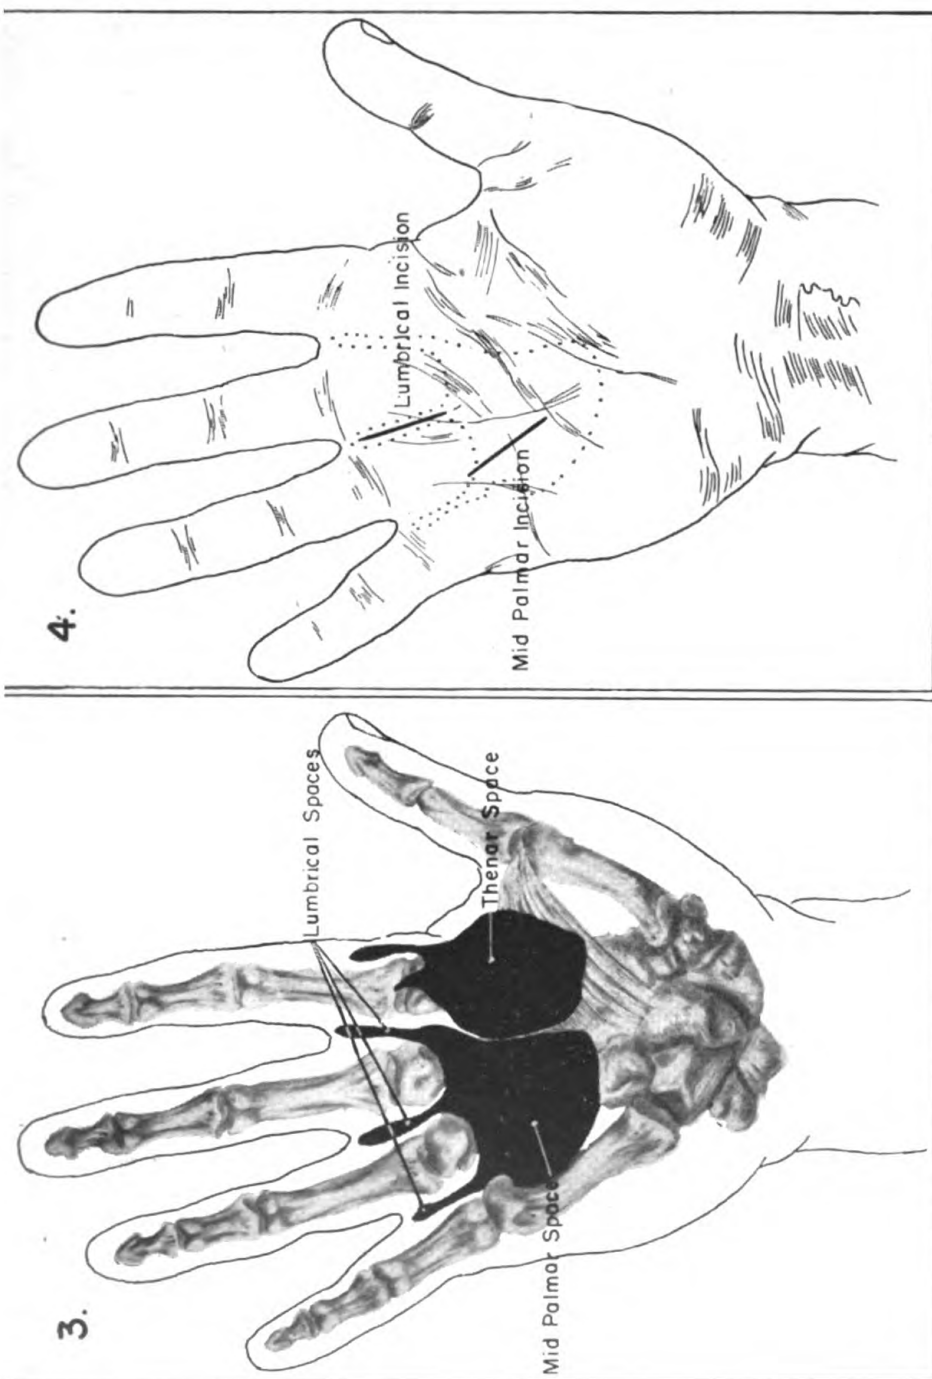 3.
Lumbrical Spaces
Thenar Space
Mid Palmar Space
4.
Lumbrical Incision
Mid Palmar Incision